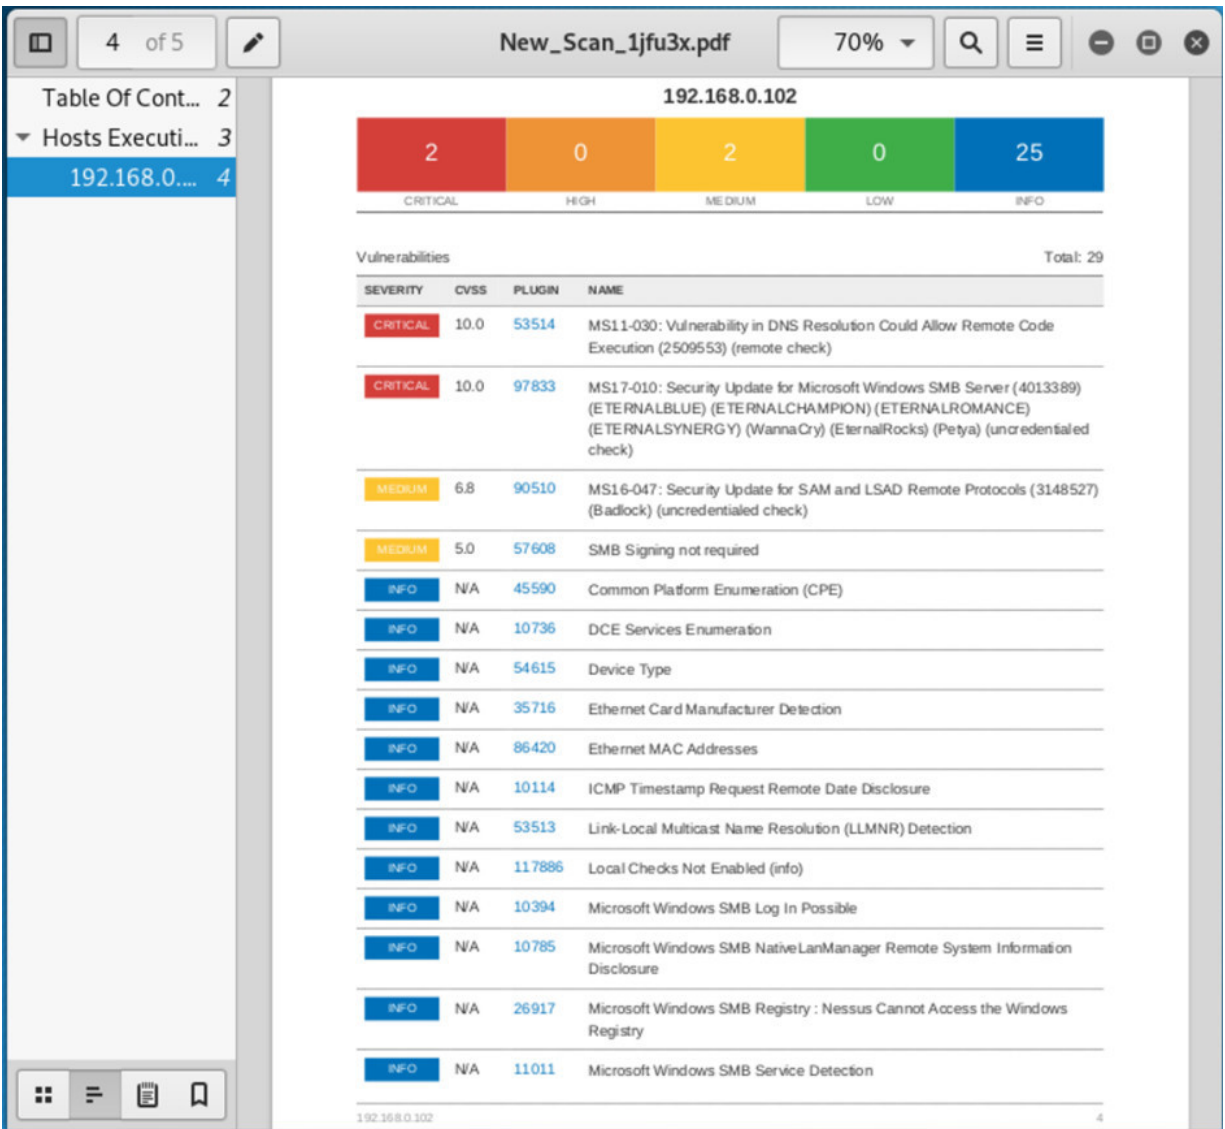 4 of 5
New_Scan_1jfu3x.pdf
70%
Table Of Cont... 2
Hosts Executi... 3
192.168.0.... 4
192.168.0.102
2 0 2 0 25
CRITICAL HIGH MEDIUM LOW INFO
Vulnerabilities Total: 29
SEVERITY CVSS PLUGIN NAME
CRITICAL 10.0 53514 MS11-030: Vulnerability in DNS Resolution Could Allow Remote Code
Execution (2509553) (remote check)
CRITICAL 10.0 97833 MS17-010: Security Update for Microsoft Windows SMB Server (4013389)
(ETERNALBLUE) (ETERNALCHAMPION) (ETERNALROMANCE)
(ETERNALSYNERGY) (WannaCry) (EternalRocks) (Petya) (uncredentialed
check)
MEDIUM 6.8 90510 MS16-047: Security Update for SAM and LSAD Remote Protocols (3148527)
(Badlock) (uncredentialed check)
MEDIUM 5.0 57608 SMB Signing not required
INFO N/A 45590 Common Platform Enumeration (CPE)
INFO N/A 10736 DCE Services Enumeration
INFO N/A 54615 Device Type
INFO N/A 35716 Ethernet Card Manufacturer Detection
INFO N/A 86420 Ethernet MAC Addresses
INFO N/A 10114 ICMP Timestamp Request Remote Date Disclosure
INFO N/A 53513 Link-Local Multicast Name Resolution (LLMNR) Detection
INFO N/A 117886 Local Checks Not Enabled (info)
INFO N/A 10394 Microsoft Windows SMB Log In Possible
INFO N/A 10785 Microsoft Windows SMB NativeLanManager Remote System Information
Disclosure
INFO N/A 26917 Microsoft Windows SMB Registry : Nessus Cannot Access the Windows
Registry
INFO N/A 11011 Microsoft Windows SMB Service Detection
192.168.0.102 4